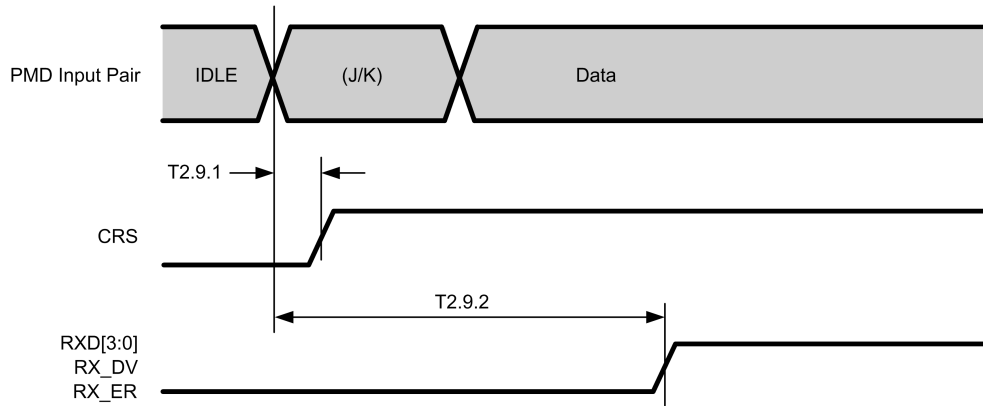 PMD Input Pair
IDLE
(J/K)
Data
T2.9.1
CRS
T2.9.2
RXD[3:0]
RX_DV
RX_ER